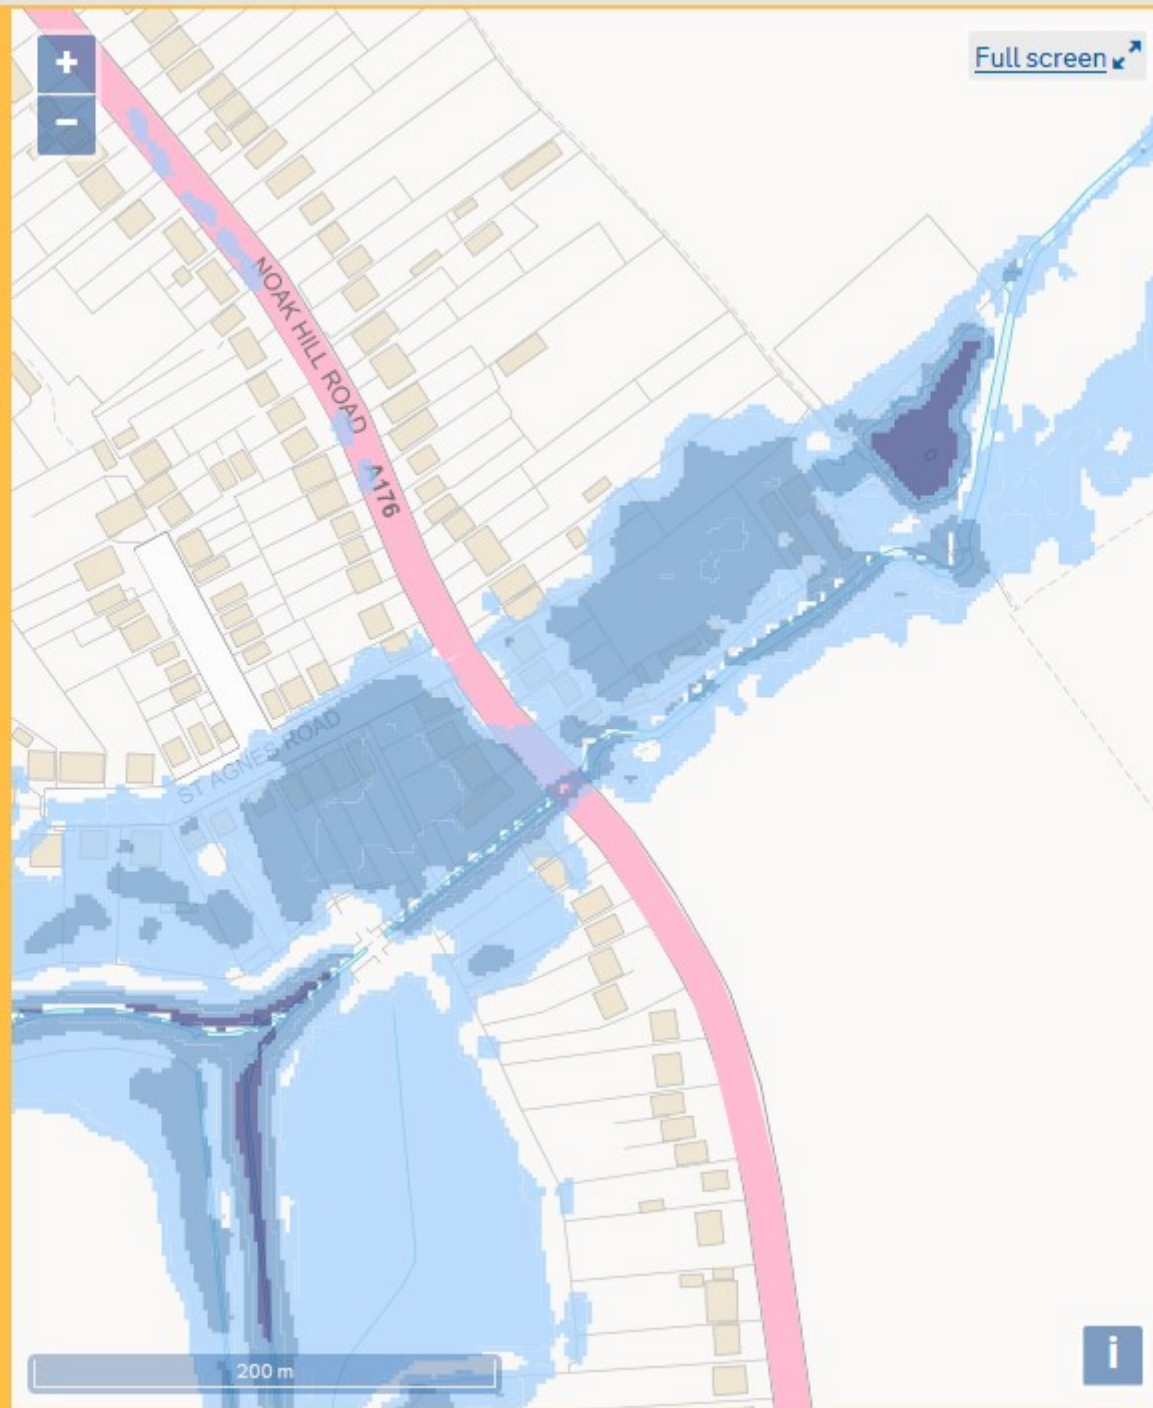 +
Full screen
−
NOAK HILL ROAD
A176
ST AGNES ROAD
200 m
i